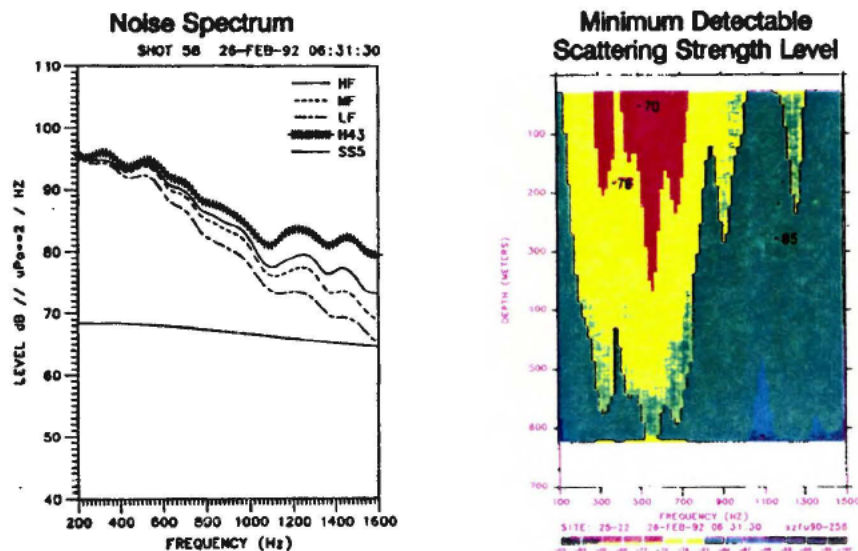 Noise Spectrum
SHOT 58 26-FEB-92 06:31:30
110
100
90
80
70
60
50
40
LEVEL dB // uPa**2 / HZ
HF
MF
LF
H43
SS5
200 400 600 800 1000 1200 1400 1600
FREQUENCY (Hz)
Minimum Detectable
Scattering Strength Level
100
200
300
400
500
600
700
DEPTH (METERS)
-70
-76
-85
100 300 500 700 900 1100 1300 1500
FREQUENCY (HZ)
SITE: 25-22 26-FEB-92 06 31.30